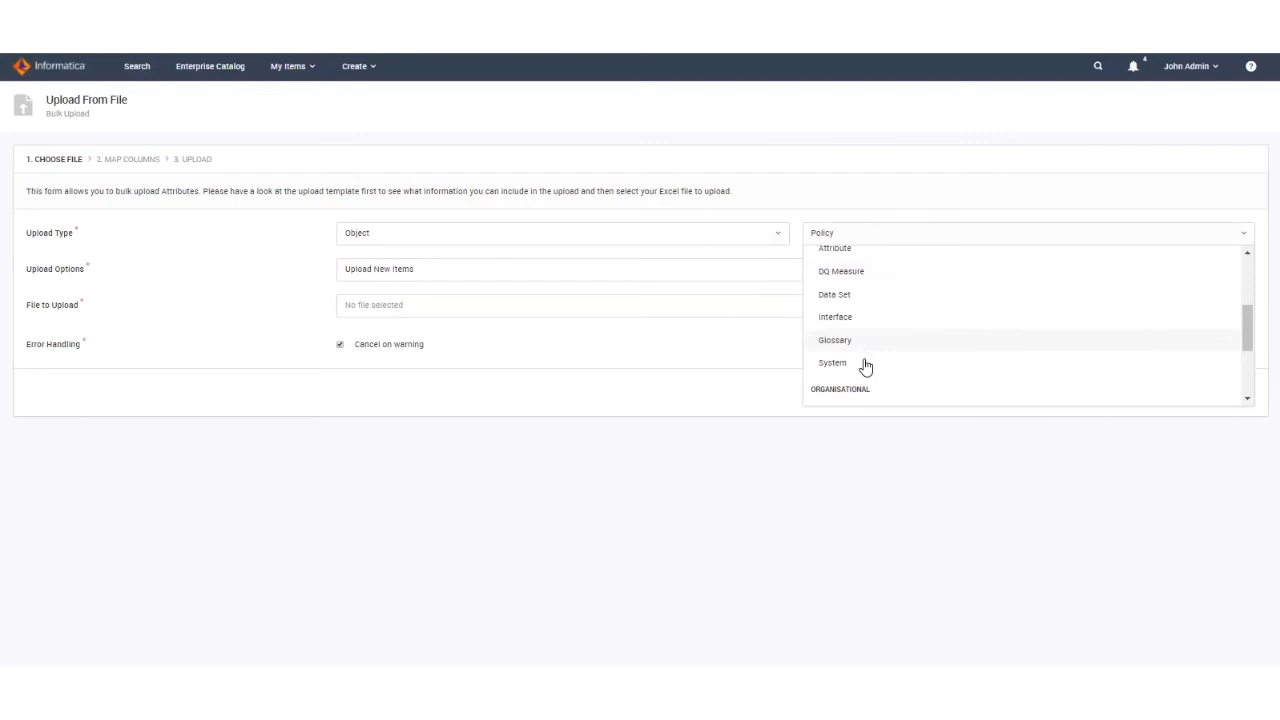 Informatica Search Enterprise Catalog My Items Create 4 John Admin ?
Upload From File
Bulk Upload
1. CHOOSE FILE > 2. MAP COLUMNS > 3. UPLOAD
This form allows you to bulk upload Attributes. Please have a look at the upload template first to see what information you can include in the upload and then select your Excel file to upload.
Upload Type * Object Policy
Attribute
Upload Options * Upload New Items
DQ Measure
Data Set
File to Upload * No file selected
Interface
Glossary
Error Handling * Cancel on warning
System
ORGANISATIONAL